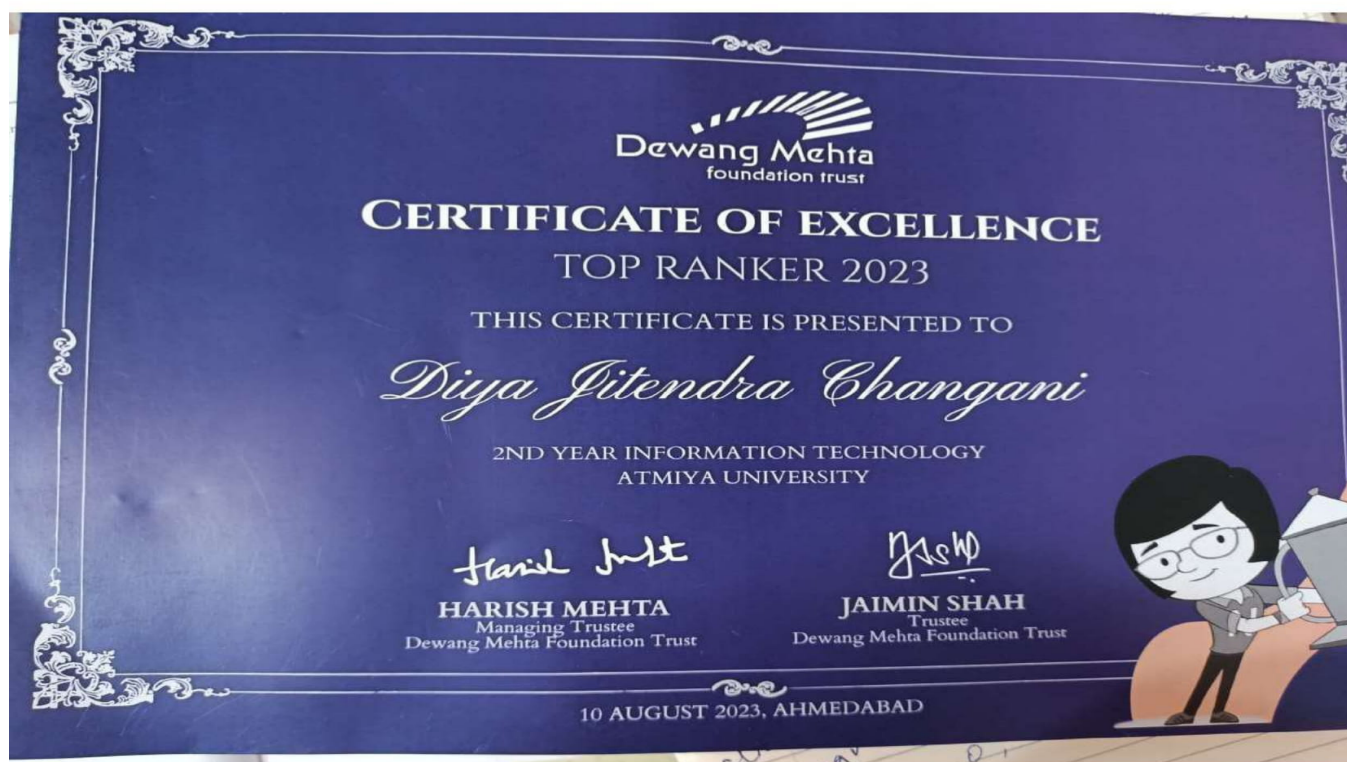 Dewang Mehta
foundation trust
CERTIFICATE OF EXCELLENCE
TOP RANKER 2023
THIS CERTIFICATE IS PRESENTED TO
Diya Jitendra Changani
2ND YEAR INFORMATION TECHNOLOGY
ATMIYA UNIVERSITY
HARISH MEHTA
Managing Trustee
Dewang Mehta Foundation Trust
JAIMIN SHAH
Trustee
Dewang Mehta Foundation Trust
10 AUGUST 2023, AHMEDABAD